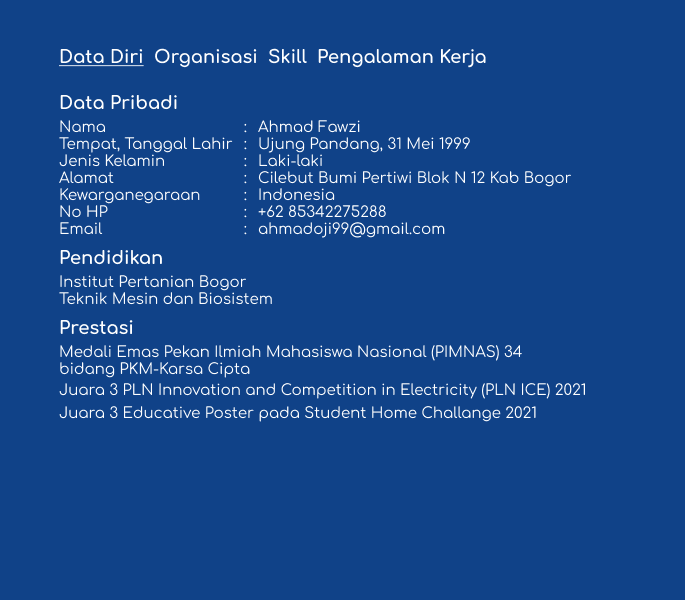 Data Diri Organisasi Skill Pengalaman Kerja
Data Pribadi
Nama : Ahmad Fawzi
Tempat, Tanggal Lahir : Ujung Pandang, 31 Mei 1999
Jenis Kelamin : Laki-laki
Alamat : Cilebut Bumi Pertiwi Blok N 12 Kab Bogor
Kewarganegaraan : Indonesia
No HP : +62 85342275288
Email : ahmadoji99@gmail.com
Pendidikan
Institut Pertanian Bogor
Teknik Mesin dan Biosistem
Prestasi
Medali Emas Pekan Ilmiah Mahasiswa Nasional (PIMNAS) 34
bidang PKM-Karsa Cipta
Juara 3 PLN Innovation and Competition in Electricity (PLN ICE) 2021
Juara 3 Educative Poster pada Student Home Challange 2021